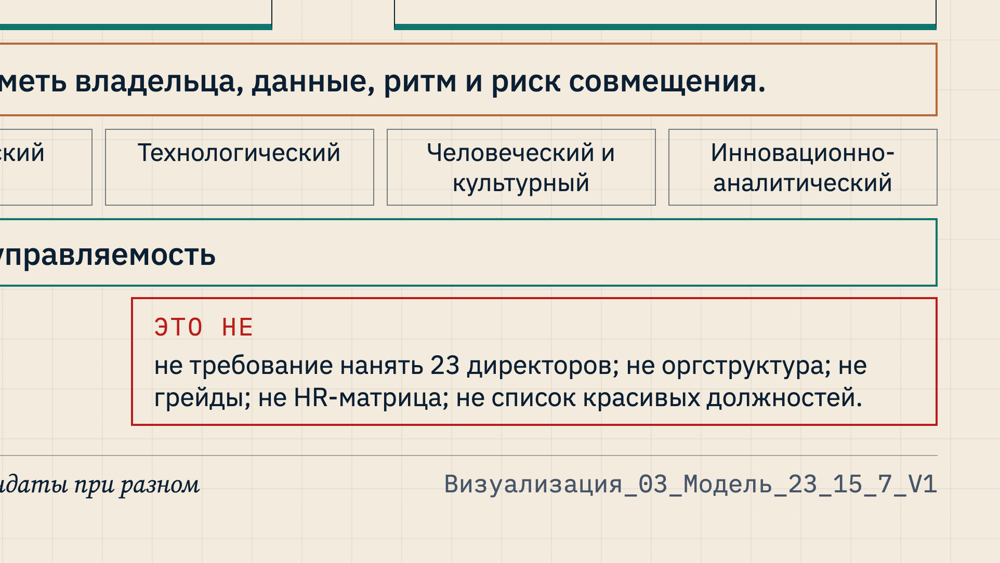 меть владельца, данные, ритм и риск совмещения.
ский
Технологический
Человеческий и
культурный
Инновационно-
аналитический
управляемость
ЭТО НЕ
не требование нанять 23 директоров; не оргструктура; не
грейды; не HR-матрица; не список красивых должностей.
ндаты при разном
Визуализация_03_Модель_23_15_7_V1